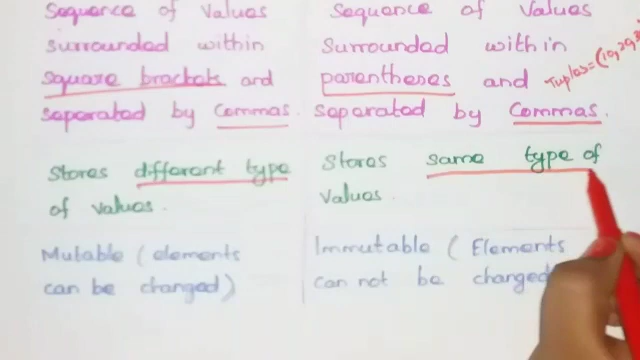 Sequence of Values
surrounded within
square brackets and
separated by Commas.
Stores different type
of values.
Mutable (elements
can be changed)
Sequence of Values
Surrounded within
parentheses and
separated by Commas.
Stores same type of
Values.
Immutable (Elements
can not be changed
Tuples=(10,20,3